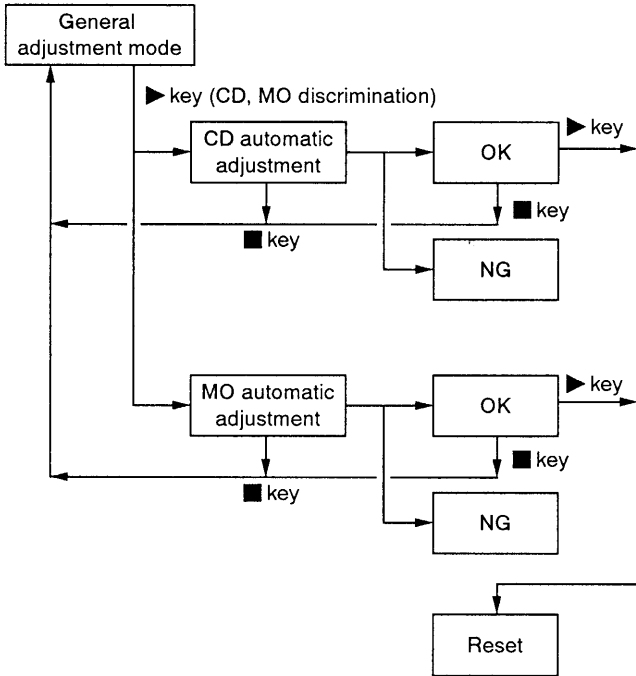 General
adjustment mode
▶ key (CD, MO discrimination)
CD automatic
adjustment
OK
▶ key
■ key
■ key
NG
MO automatic
adjustment
OK
▶ key
■ key
■ key
NG
Reset